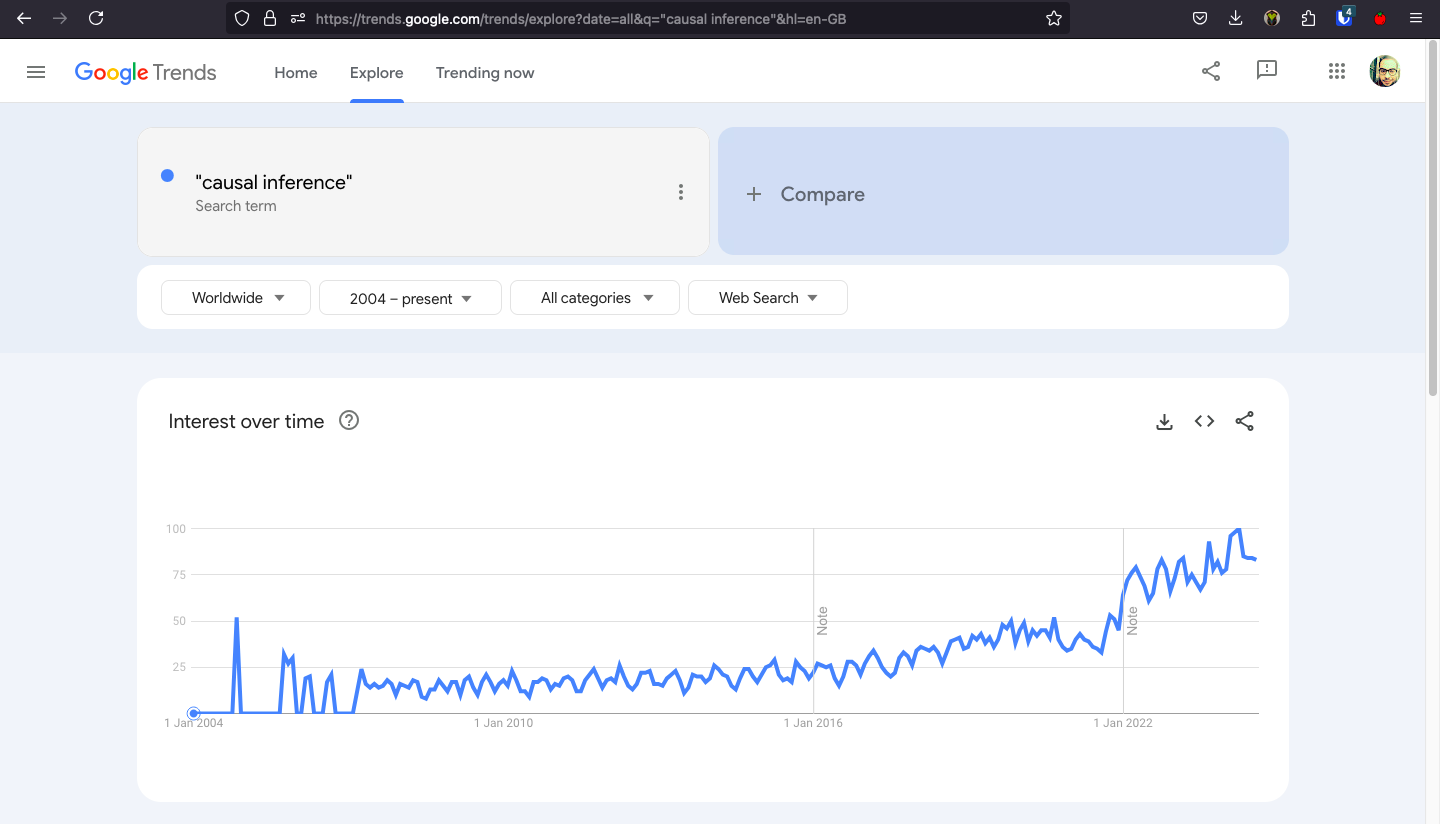 https://trends.google.com/trends/explore?date=all&q="causal inference"&hl=en-GB
4
Google Trends
Home
Explore
Trending now
"causal inference"
Search term
Compare
Worldwide
2004 – present
All categories
Web Search
Interest over time
100
75
50
25
Note
Note
1 Jan 2004
1 Jan 2010
1 Jan 2016
1 Jan 2022